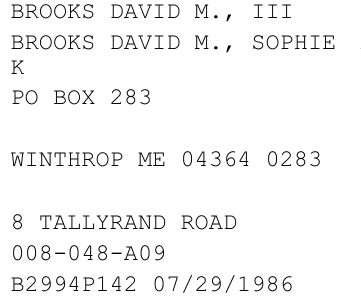 BROOKS DAVID M., III
BROOKS DAVID M., SOPHIE
K
PO BOX 283
WINTHROP ME 04364 0283
8 TALLYRAND ROAD
008-048-A09
B2994P142 07/29/1986